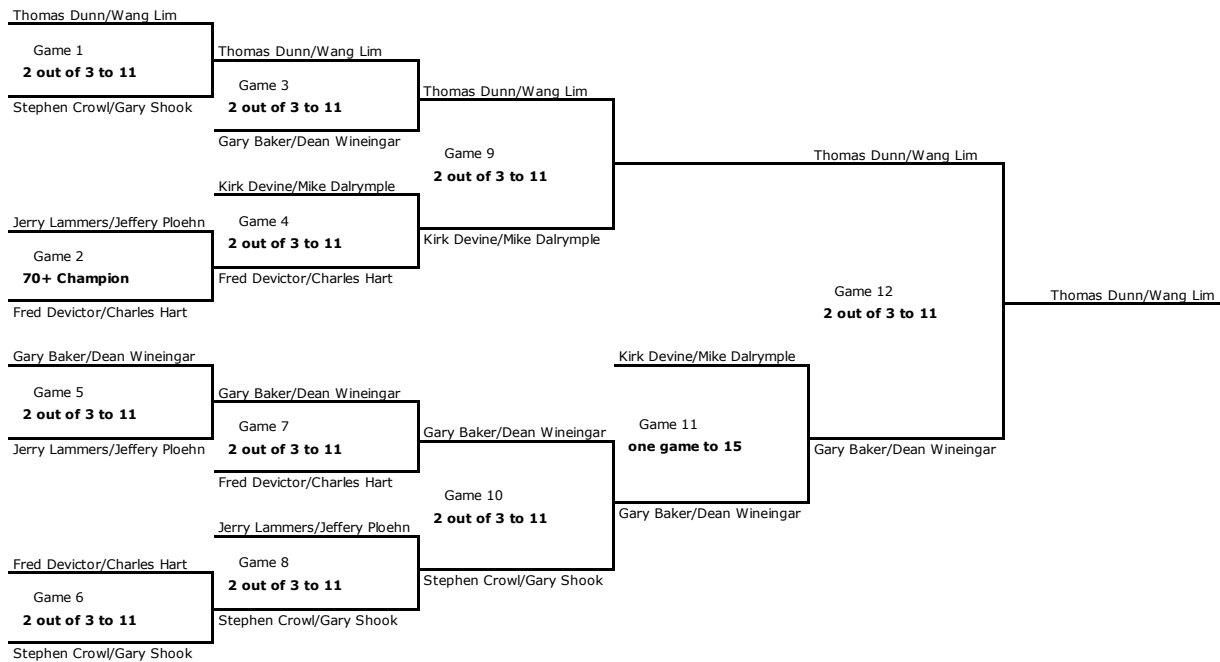 Thomas Dunn/Wang Lim
Game 1
2 out of 3 to 11
Stephen Crowl/Gary Shook
Thomas Dunn/Wang Lim
Game 3
2 out of 3 to 11
Gary Baker/Dean Wineingar
Thomas Dunn/Wang Lim
Game 9
2 out of 3 to 11
Kirk Devine/Mike Dalrymple
Kirk Devine/Mike Dalrymple
Game 4
2 out of 3 to 11
Fred Devictor/Charles Hart
Jerry Lammers/Jeffery Ploehn
Game 2
70+ Champion
Fred Devictor/Charles Hart
Thomas Dunn/Wang Lim
Game 12
2 out of 3 to 11
Thomas Dunn/Wang Lim
Gary Baker/Dean Wineingar
Game 5
2 out of 3 to 11
Jerry Lammers/Jeffery Ploehn
Gary Baker/Dean Wineingar
Game 7
2 out of 3 to 11
Fred Devictor/Charles Hart
Gary Baker/Dean Wineingar
Game 10
2 out of 3 to 11
Stephen Crowl/Gary Shook
Kirk Devine/Mike Dalrymple
Game 11
one game to 15
Gary Baker/Dean Wineingar
Gary Baker/Dean Wineingar
Jerry Lammers/Jeffery Ploehn
Game 8
2 out of 3 to 11
Stephen Crowl/Gary Shook
Fred Devictor/Charles Hart
Game 6
2 out of 3 to 11
Stephen Crowl/Gary Shook